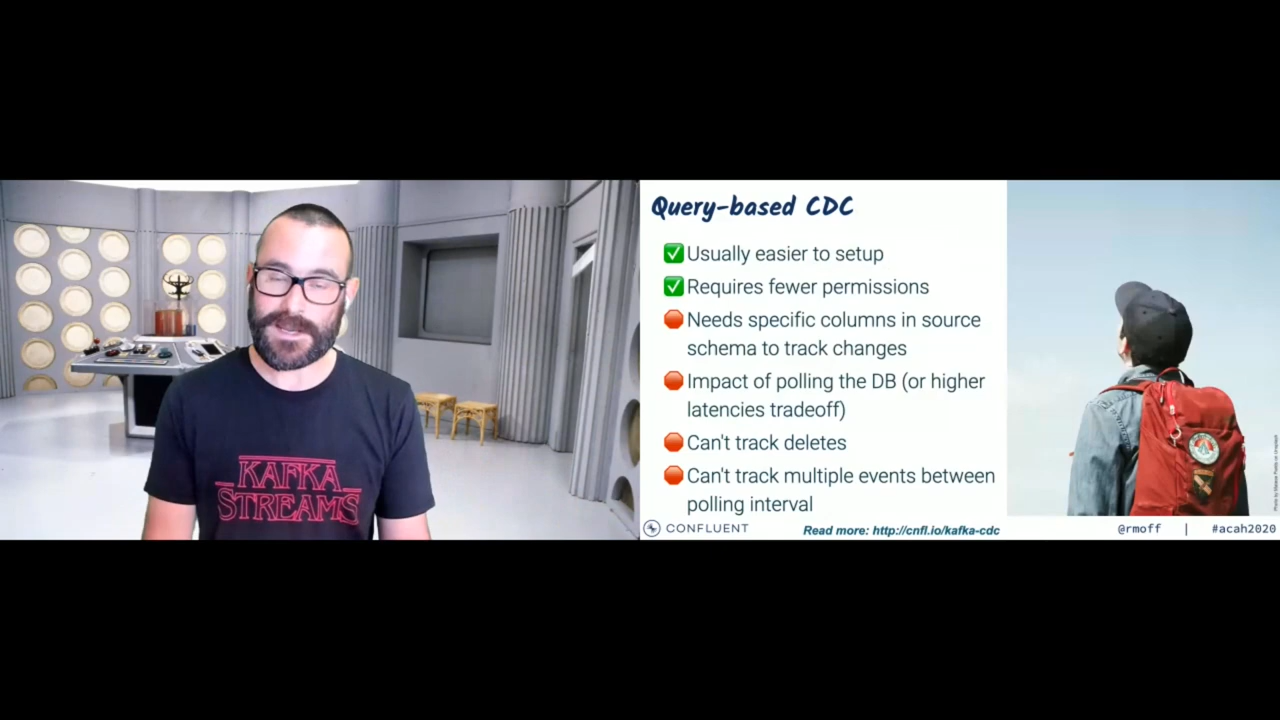 KAFKA
STREAMS
Query-based CDC
✅ Usually easier to setup
✅ Requires fewer permissions
🛑 Needs specific columns in source
schema to track changes
🛑 Impact of polling the DB (or higher
latencies tradeoff)
🛑 Can't track deletes
🛑 Can't track multiple events between
polling interval
CONFLUENT
Read more: http://cnfl.io/kafka-cdc
@rmoff | #acah2020